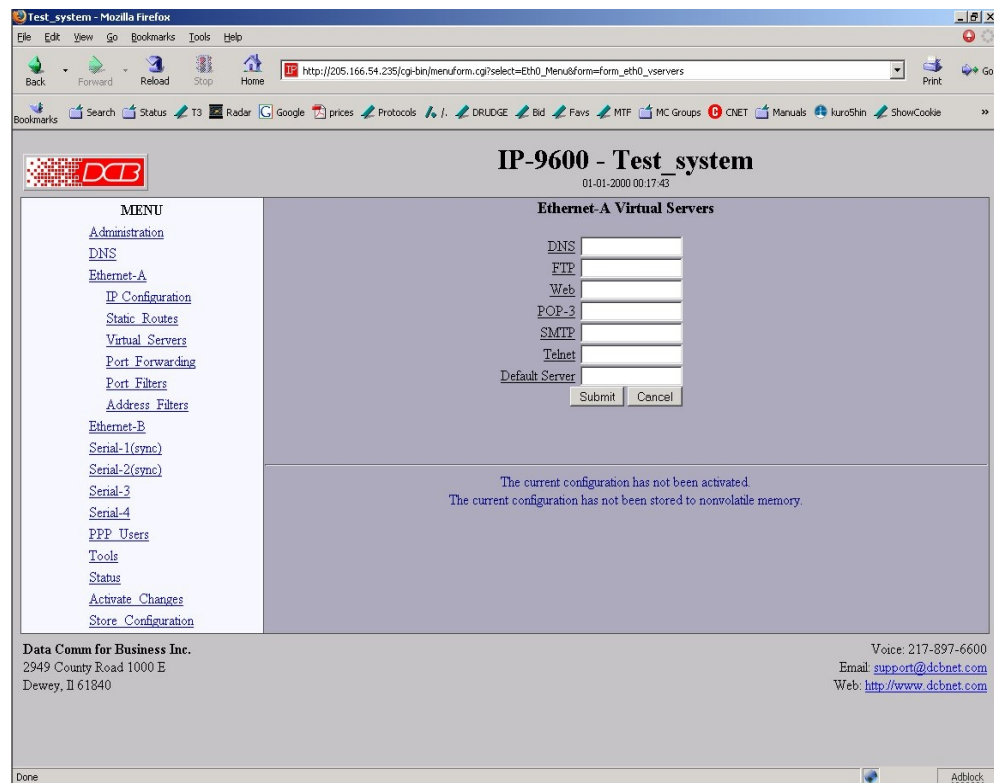 Test_system - Mozilla Firefox
File Edit View Go Bookmarks Tools Help
Back Forward Reload Stop Home http://205.166.54.235/cgi-bin/menuform.cgi?select=Eth0_Menu&form=form_eth0_vservers Print Go
Bookmarks Search Status T3 Radar Google prices Protocols /. DRUDGE Bid Favs MTF MC Groups CNET Manuals kuro5hin ShowCookie »
DCB
IP-9600 - Test_system
01-01-2000 00:17:43
MENU
Administration
DNS
Ethernet-A
IP Configuration
Static Routes
Virtual Servers
Port Forwarding
Port Filters
Address Filters
Ethernet-B
Serial-1(sync)
Serial-2(sync)
Serial-3
Serial-4
PPP Users
Tools
Status
Activate Changes
Store Configuration
Ethernet-A Virtual Servers
DNS
FTP
Web
POP-3
SMTP
Telnet
Default Server
Submit Cancel
The current configuration has not been activated.
The current configuration has not been stored to nonvolatile memory.
Data Comm for Business Inc.
2949 County Road 1000 E
Dewey, Il 61840
Voice: 217-897-6600
Email: support@dcbnet.com
Web: http://www.dcbnet.com
Done
Adblock